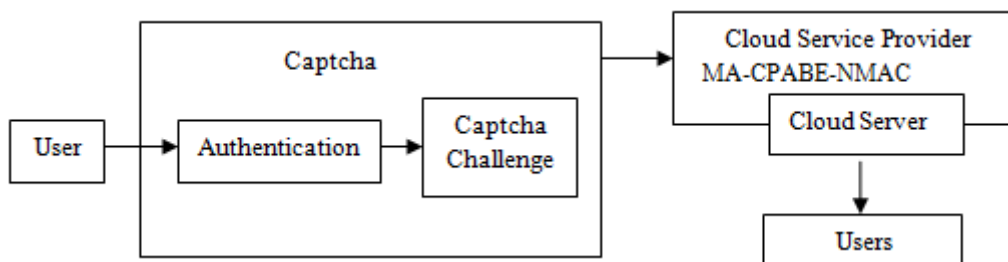 User
Captcha
Authentication
Captcha
Challenge
Cloud Service Provider
MA-CPABE-NMAC
Cloud Server
Users